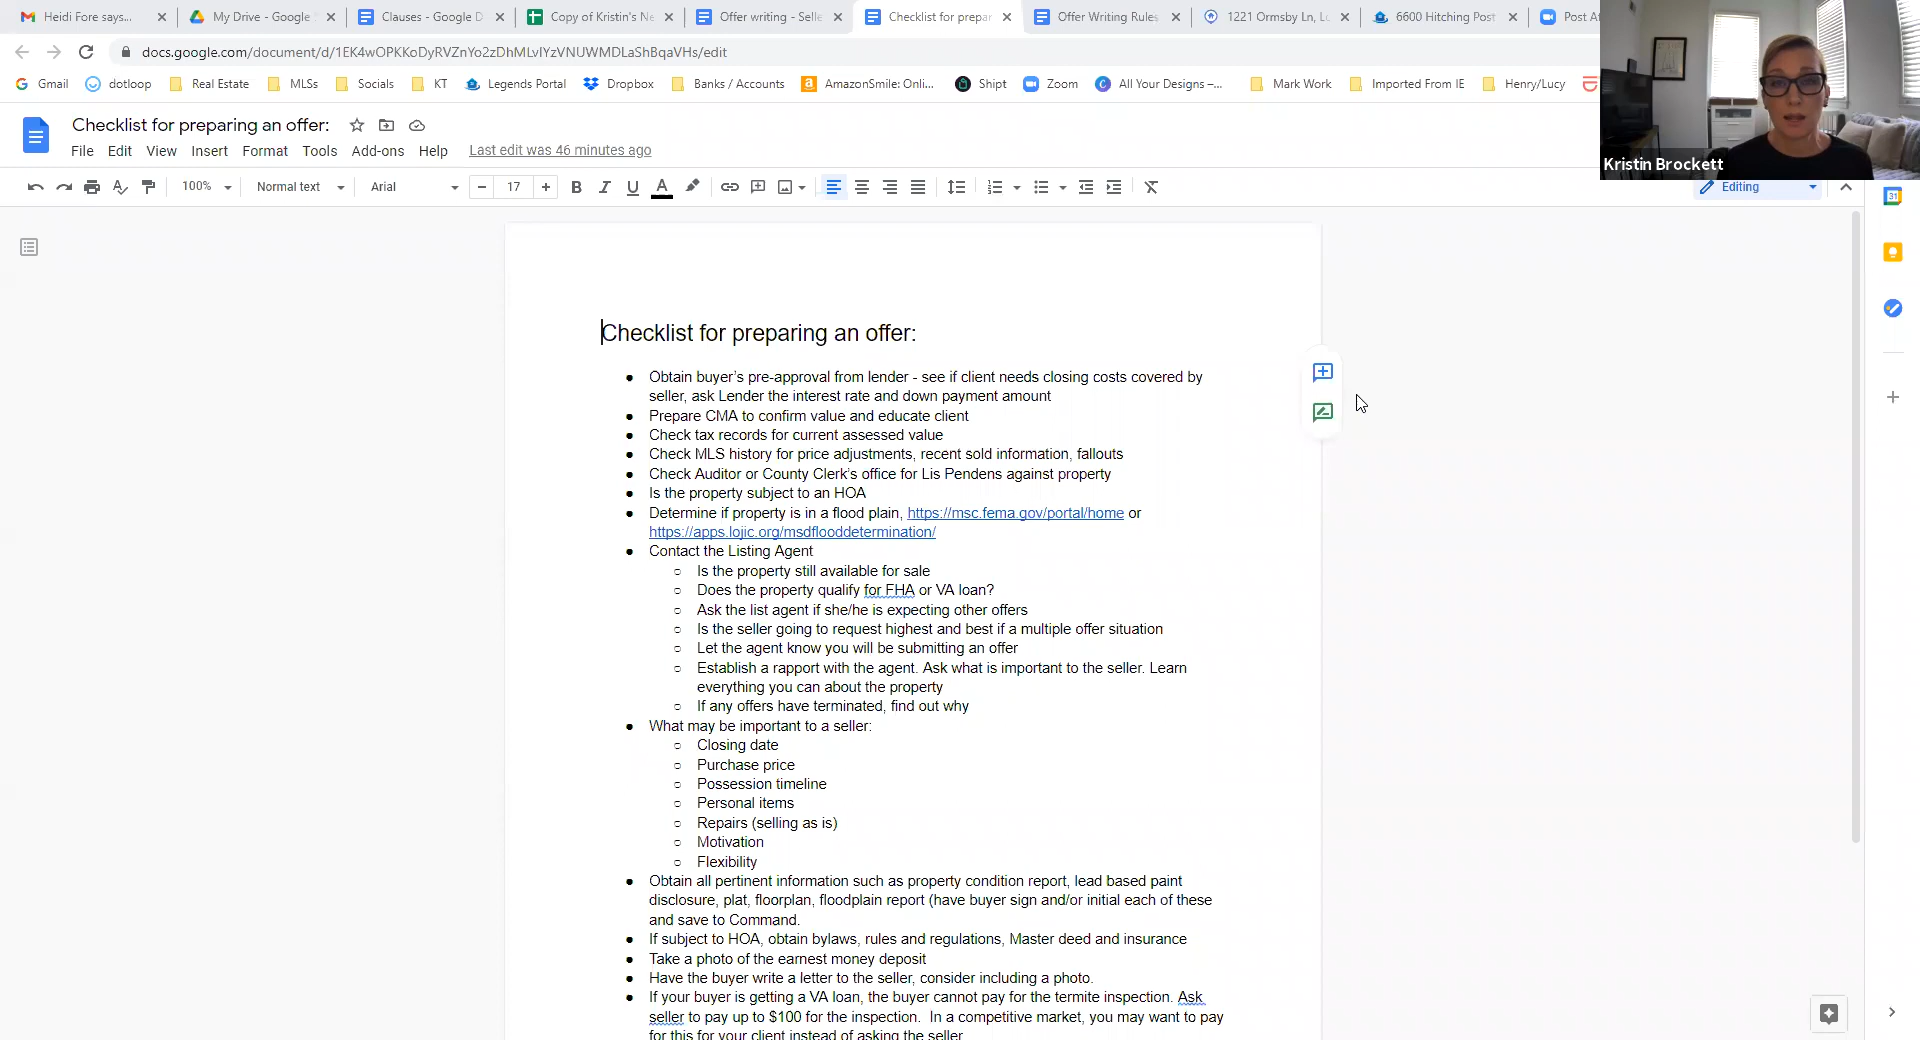 Heidi Fore says...
My Drive - Google
Clauses - Google D
Copy of Kristin's Ne
Offer writing - Selle
Checklist for prepar
Offer Writing Rules
1221 Ormsby Ln, Lo
6600 Hitching Post
Post Af
docs.google.com/document/d/1EK4wOPKKoDyRVZnYo2zDhMLvIYzVNUWMDLaShBqaVHs/edit
Gmail
dotloop
Real Estate
MLSs
Socials
KT
Legends Portal
Dropbox
Banks / Accounts
AmazonSmile: Onli...
Shipt
Zoom
All Your Designs –...
Mark Work
Imported From IE
Henry/Lucy
Kristin Brockett
Checklist for preparing an offer:
File Edit View Insert Format Tools Add-ons Help Last edit was 46 minutes ago
100% Normal text Arial 17 B I U A Editing
31
Checklist for preparing an offer:
● Obtain buyer's pre-approval from lender - see if client needs closing costs covered by
seller, ask Lender the interest rate and down payment amount
● Prepare CMA to confirm value and educate client
● Check tax records for current assessed value
● Check MLS history for price adjustments, recent sold information, fallouts
● Check Auditor or County Clerk's office for Lis Pendens against property
● Is the property subject to an HOA
● Determine if property is in a flood plain, https://msc.fema.gov/portal/home or
https://apps.lojic.org/msdflooddetermination/
● Contact the Listing Agent
○ Is the property still available for sale
○ Does the property qualify for FHA or VA loan?
○ Ask the list agent if she/he is expecting other offers
○ Is the seller going to request highest and best if a multiple offer situation
○ Let the agent know you will be submitting an offer
○ Establish a rapport with the agent. Ask what is important to the seller. Learn
everything you can about the property
○ If any offers have terminated, find out why
● What may be important to a seller:
○ Closing date
○ Purchase price
○ Possession timeline
○ Personal items
○ Repairs (selling as is)
○ Motivation
○ Flexibility
● Obtain all pertinent information such as property condition report, lead based paint
disclosure, plat, floorplan, floodplain report (have buyer sign and/or initial each of these
and save to Command.
● If subject to HOA, obtain bylaws, rules and regulations, Master deed and insurance
● Take a photo of the earnest money deposit
● Have the buyer write a letter to the seller, consider including a photo.
● If your buyer is getting a VA loan, the buyer cannot pay for the termite inspection. Ask
seller to pay up to $100 for the inspection. In a competitive market, you may want to pay
for this for your client instead of asking the seller